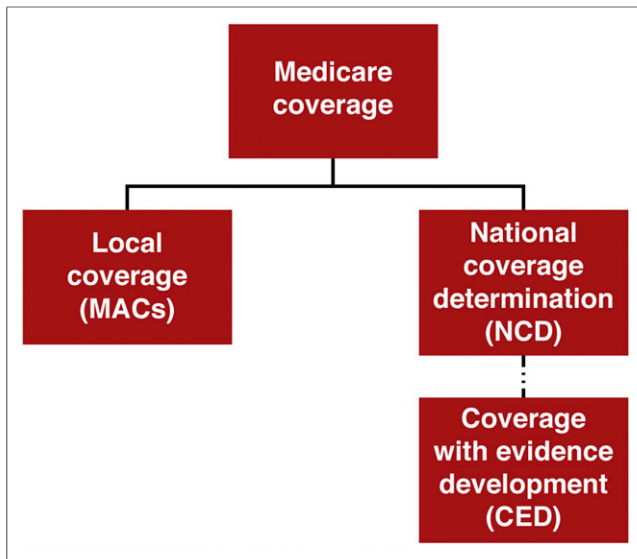 Medicare
coverage
Local
coverage
(MACs)
National
coverage
determination
(NCD)
Coverage
with evidence
development
(CED)